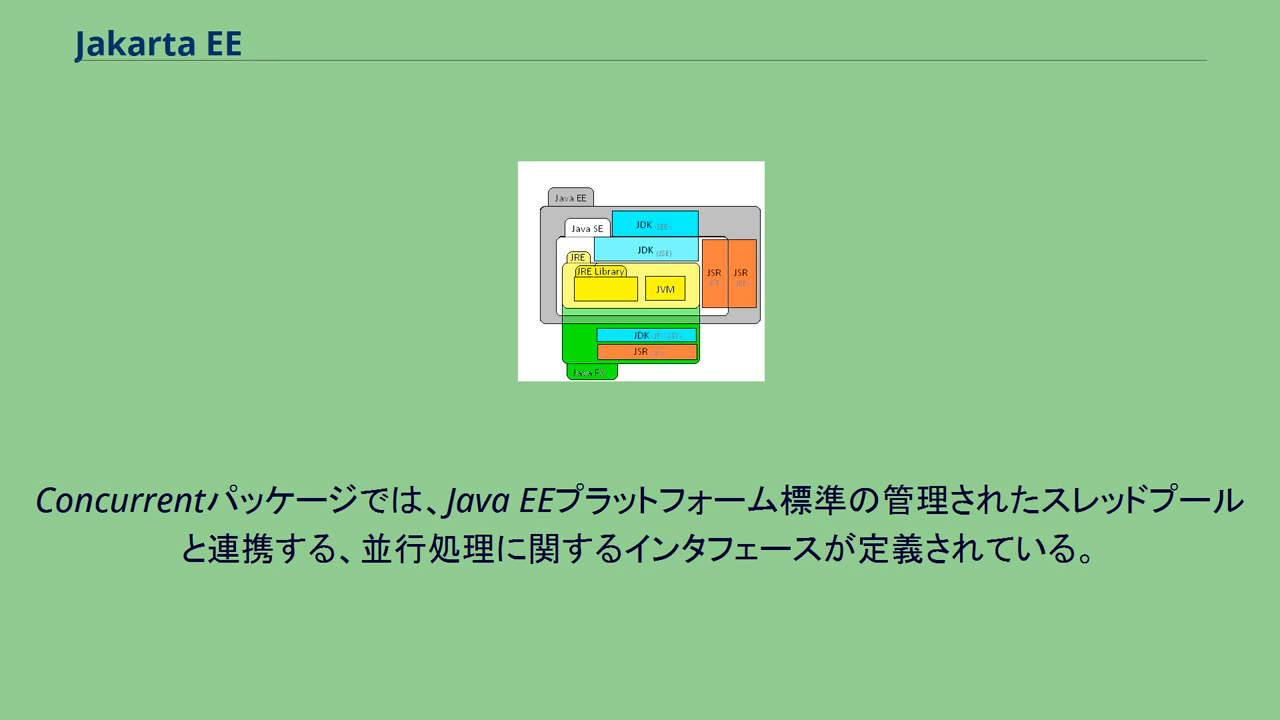 Jakarta EE
Java EE
JDK
Java SE
JDK (JSE)
JRE
JRE Library
JSR JSR
JVM
JDK
JSR
Java FX
Concurrentパッケージでは、Java EEプラットフォーム標準の管理されたスレッドプール
と連携する、並行処理に関するインタフェースが定義されている。